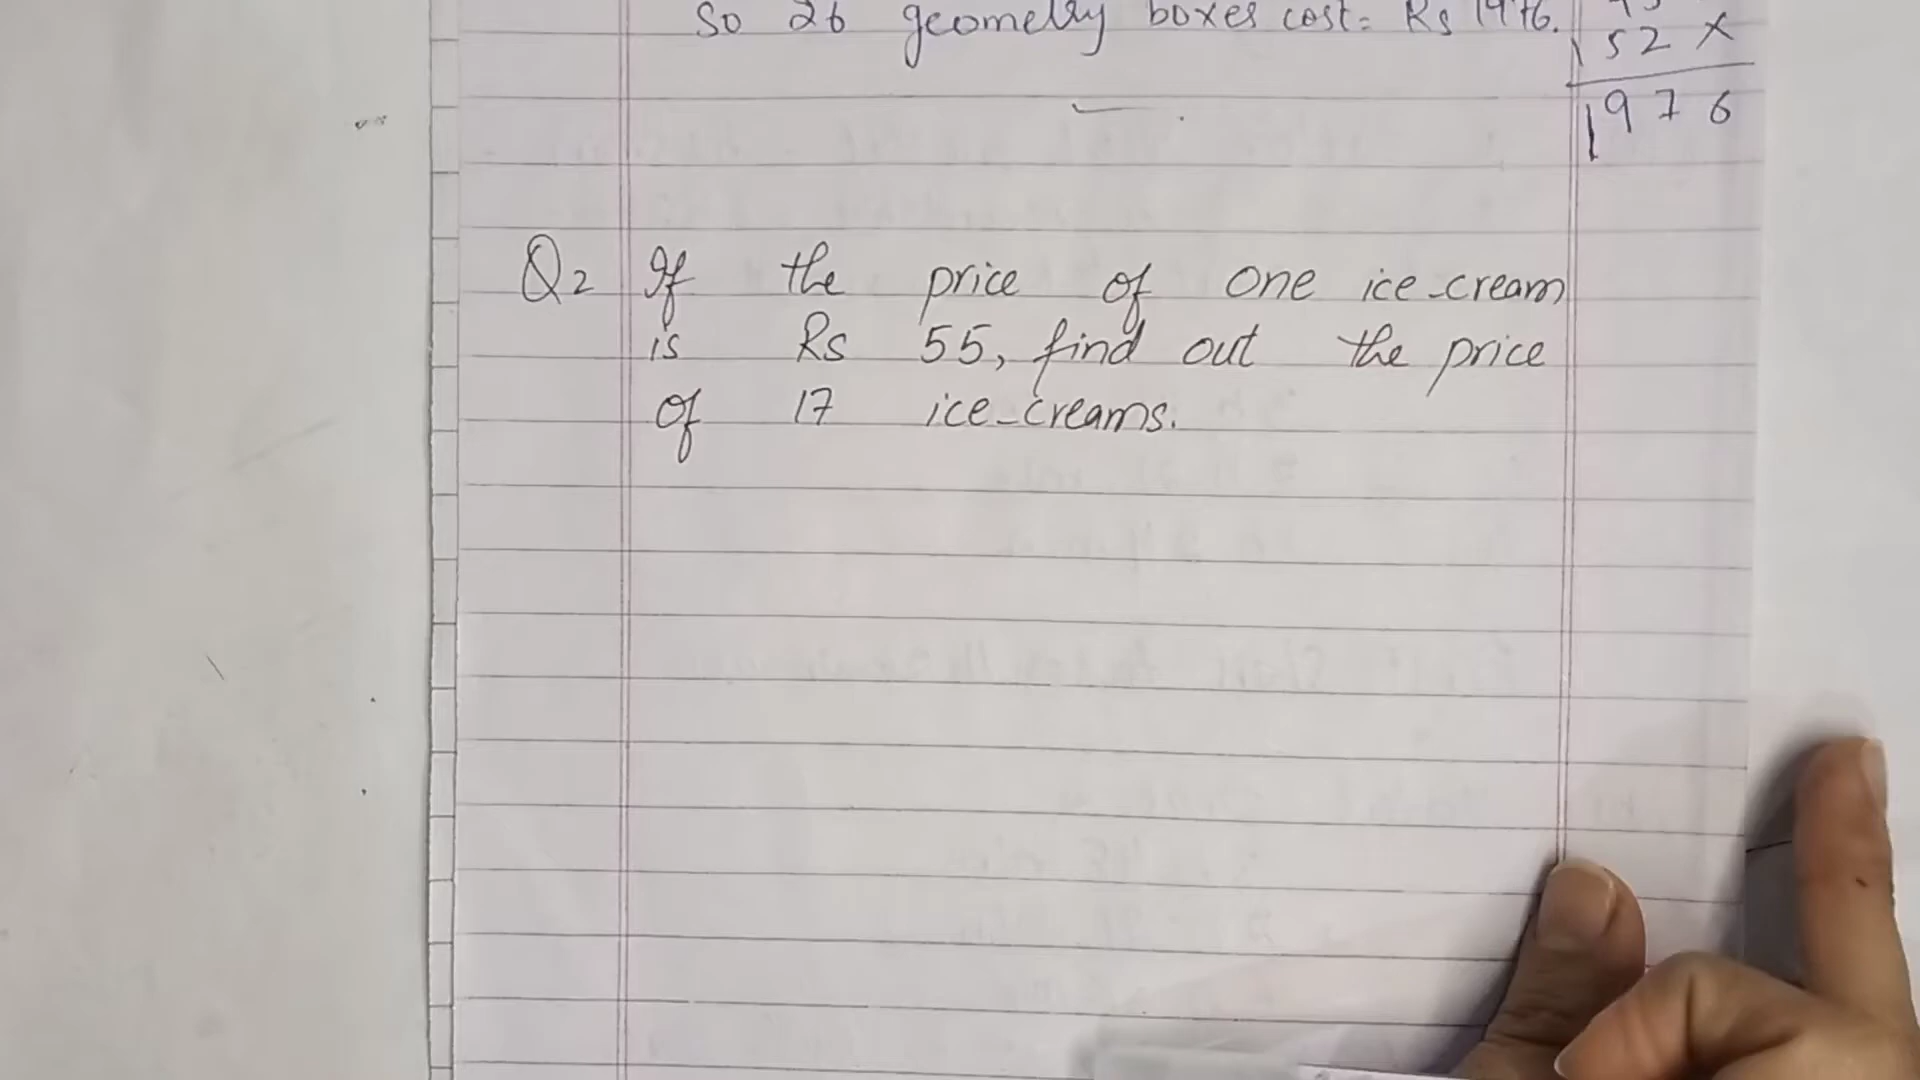 So 26 geometry boxes cost = Rs 1976.
52 x
1976
Q2 If the price of one ice-cream
is Rs 55, find out the price
of 17 ice-creams.